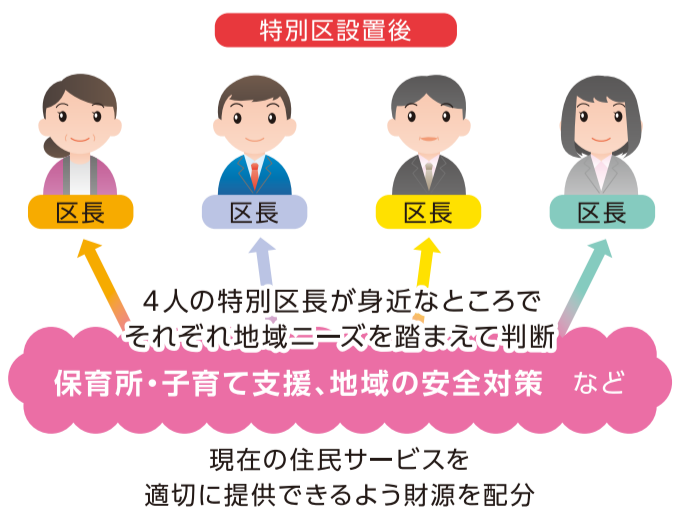 特別区設置後
区長
区長
区長
区長
4人の特別区長が身近なところで
それぞれ地域ニーズを踏まえて判断
保育所・子育て支援、地域の安全対策　など
現在の住民サービスを
適切に提供できるよう財源を配分